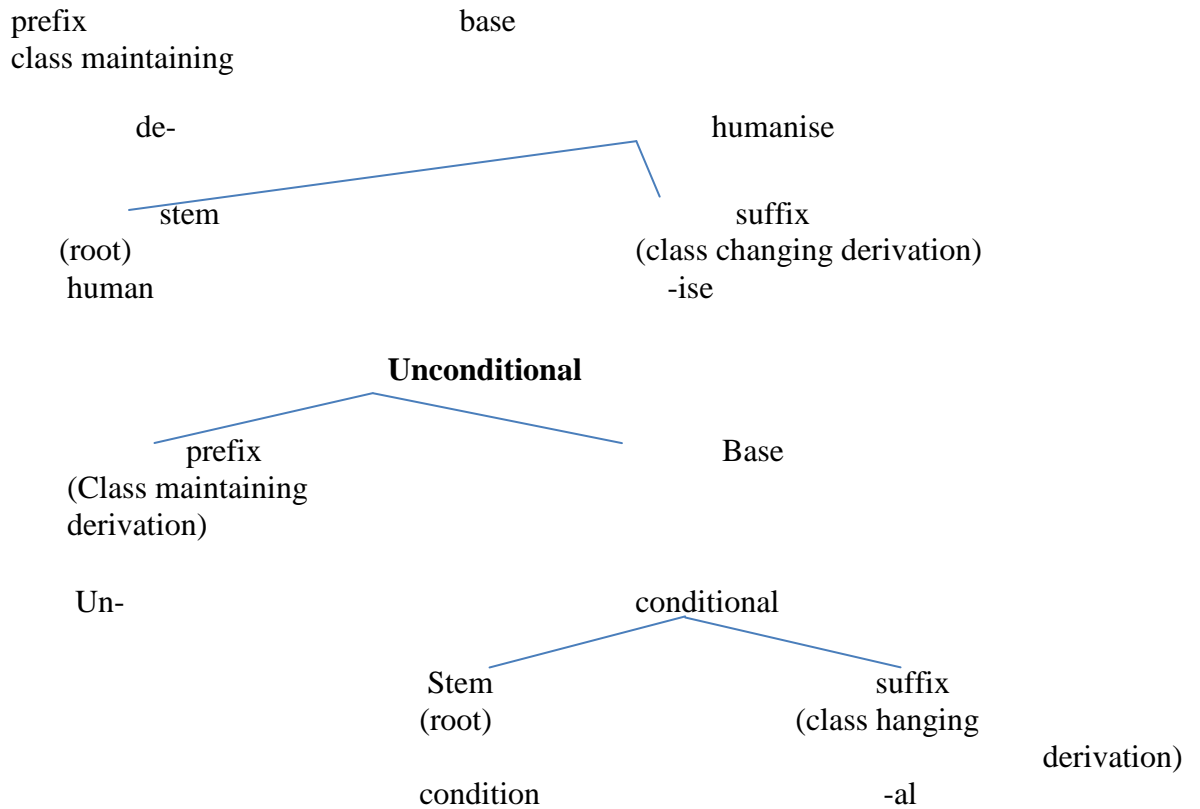 prefix base
class maintaining
de- humanise
stem suffix
(root) (class changing derivation)
human -ise
Unconditional
prefix Base
(Class maintaining
derivation)
Un- conditional
Stem suffix
(root) (class hanging
derivation)
condition -al